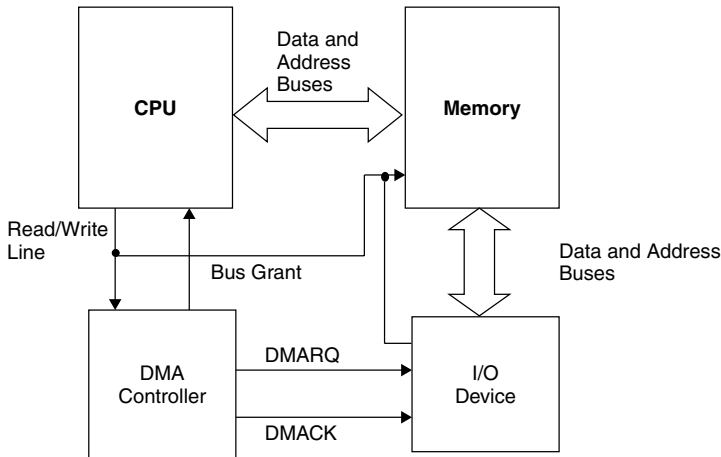 Data and
Address
Buses
CPU
Memory
Read/Write
Line
Bus Grant
Data and Address
Buses
DMARQ
DMA
Controller
I/O
Device
DMACK